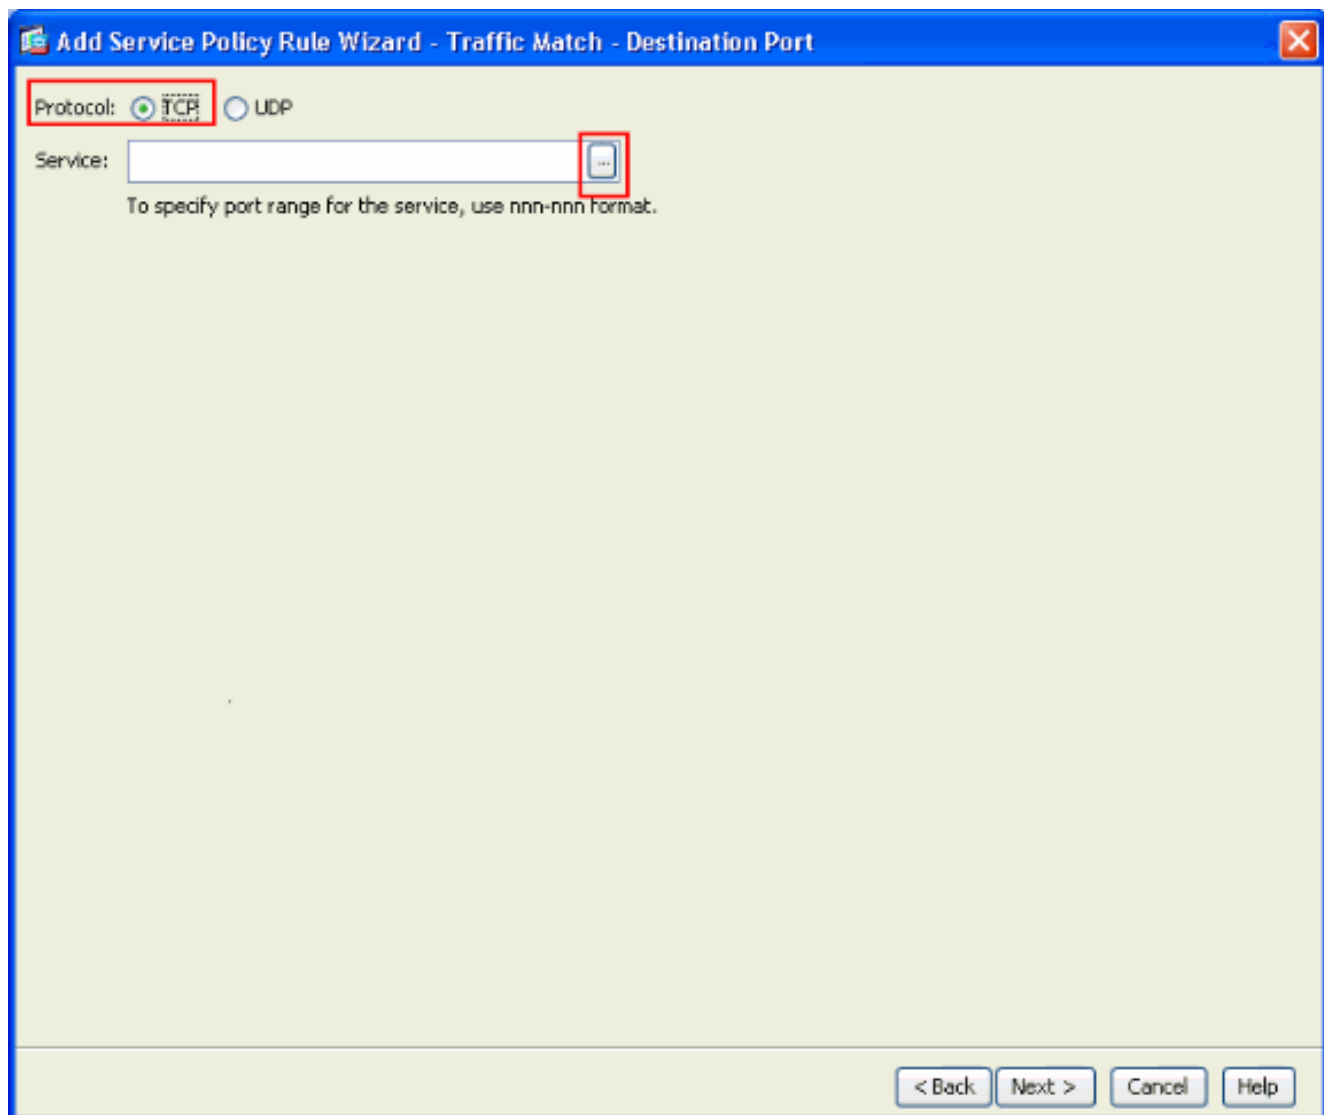 Add Service Policy Rule Wizard - Traffic Match - Destination Port
Protocol: TCP UDP
Service: ...
To specify port range for the service, use nnn-nnn format.
< Back Next > Cancel Help